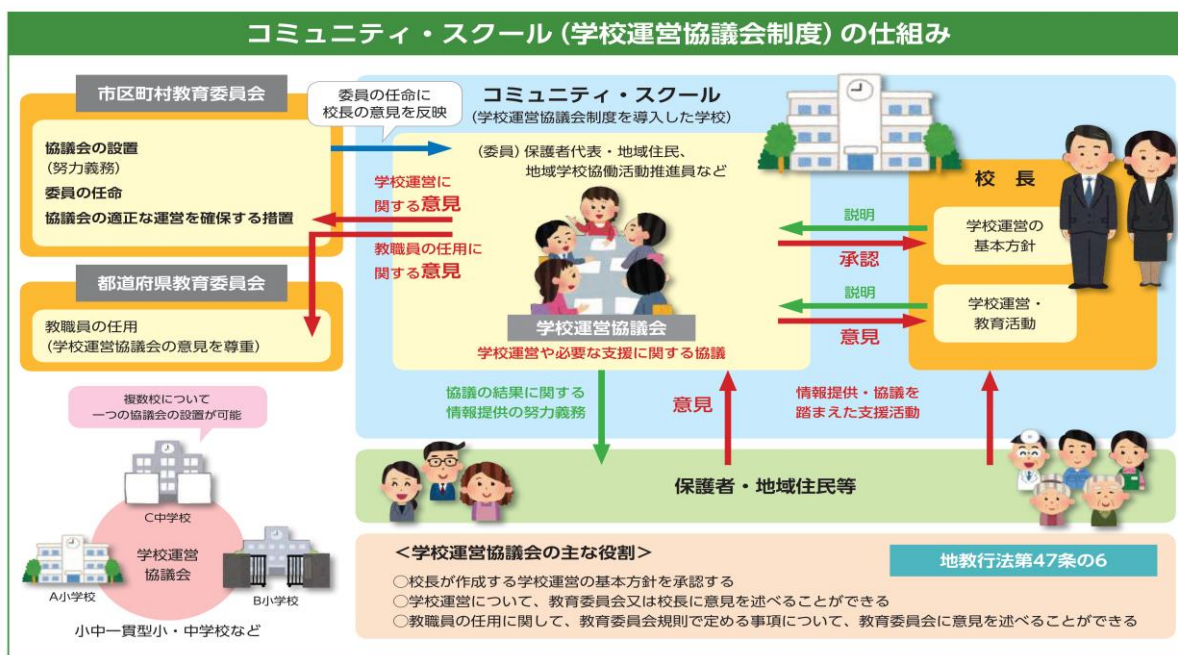 コミュニティ・スクール(学校運営協議会制度)の仕組み
市区町村教育委員会
協議会の設置
(努力義務)
委員の任命
協議会の適正な運営を確保する措置
委員の任命に
校長の意見を反映
コミュニティ・スクール
(学校運営協議会制度を導入した学校)
(委員)保護者代表・地域住民、
地域学校協働活動推進員など
学校運営に
関する意見
教職員の任用に
関する意見
都道府県教育委員会
教職員の任用
(学校運営協議会の意見を尊重)
学校運営協議会
学校運営や必要な支援に関する協議
校 長
説明
承認
学校運営の
基本方針
説明
意見
学校運営・
教育活動
協議の結果に関する
情報提供の努力義務
意見
情報提供・協議を
踏まえた支援活動
保護者・地域住民等
複数校について
一つの協議会の設置が可能
C中学校
学校運営
協議会
A小学校
B小学校
小中一貫型小・中学校など
<学校運営協議会の主な役割>
地教行法第47条の6
○校長が作成する学校運営の基本方針を承認する
○学校運営について、教育委員会又は校長に意見を述べることができる
○教職員の任用に関して、教育委員会規則で定める事項について、教育委員会に意見を述べることができる